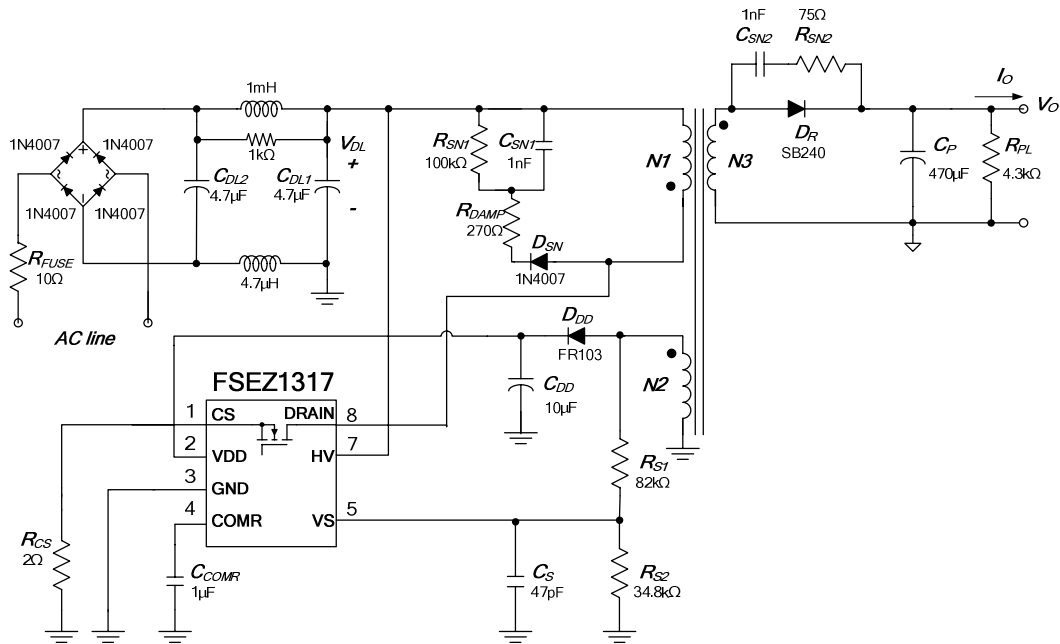 1nF 75Ω
CSN2 RSN2
IO
VO
DR
SB240
N1 N3
CP
470μF
RPL
4.3kΩ
1mH
1kΩ
VDL
+
-
CDL2
4.7μF
CDL1
4.7μF
4.7μH
1N4007 1N4007
1N4007 1N4007
+
-
RFUSE
10Ω
AC line
RSN1
100kΩ
CSN1
1nF
RDAMP
270Ω
DSN
1N4007
DDD
FR103
N2
CDD
10μF
FSEZ1317
1 CS DRAIN 8
2 VDD HV 7
3 GND
4 COMR VS 5
RS1
82kΩ
RCS
2Ω
CCOMR
1μF
CS
47pF
RS2
34.8kΩ